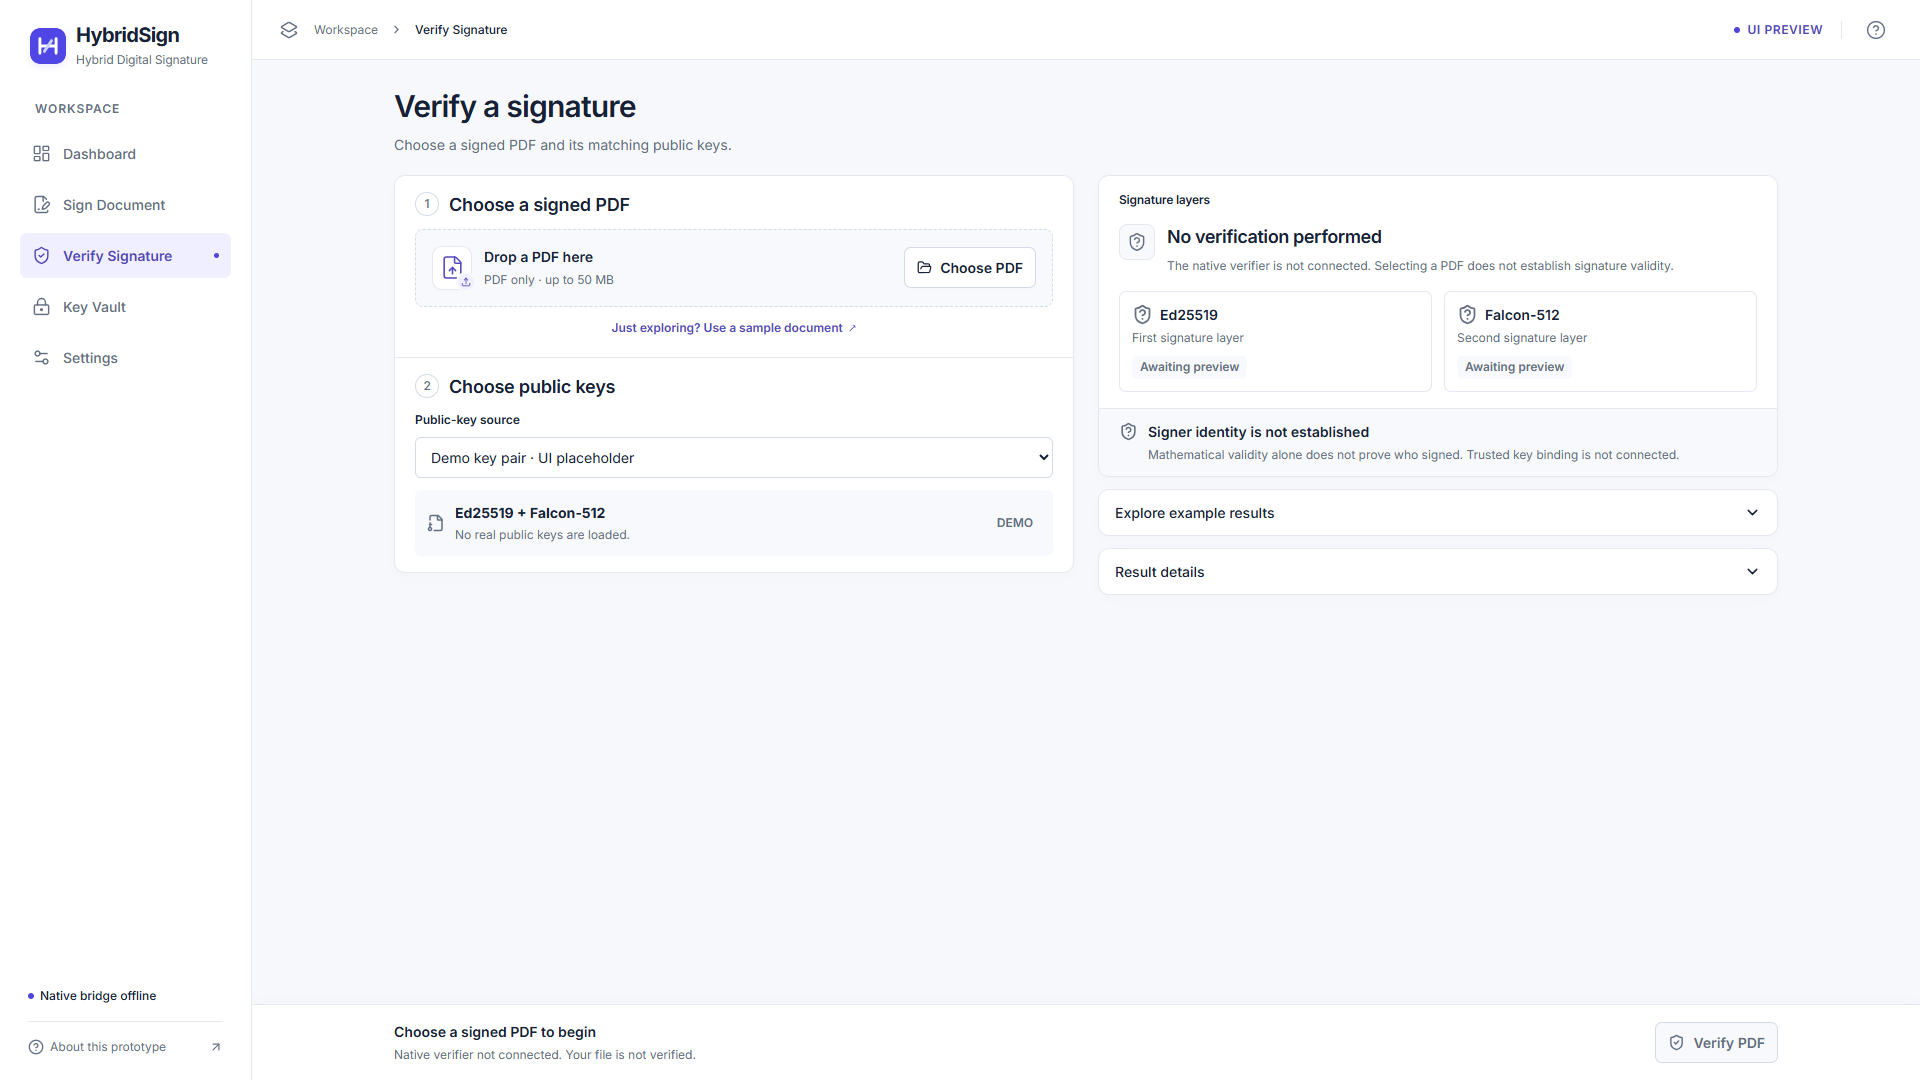 HybridSign
Hybrid Digital Signature
WORKSPACE
Dashboard
Sign Document
Verify Signature
Key Vault
Settings
Native bridge offline
About this prototype
Workspace
Verify Signature
UI PREVIEW
Verify a signature
Choose a signed PDF and its matching public keys.
1
Choose a signed PDF
Drop a PDF here
PDF only · up to 50 MB
Choose PDF
Just exploring? Use a sample document ↗
2
Choose public keys
Public-key source
Demo key pair · UI placeholder
Ed25519 + Falcon-512
No real public keys are loaded.
DEMO
Signature layers
No verification performed
The native verifier is not connected. Selecting a PDF does not establish signature validity.
Ed25519
First signature layer
Awaiting preview
Falcon-512
Second signature layer
Awaiting preview
Signer identity is not established
Mathematical validity alone does not prove who signed. Trusted key binding is not connected.
Explore example results
Result details
Choose a signed PDF to begin
Native verifier not connected. Your file is not verified.
Verify PDF